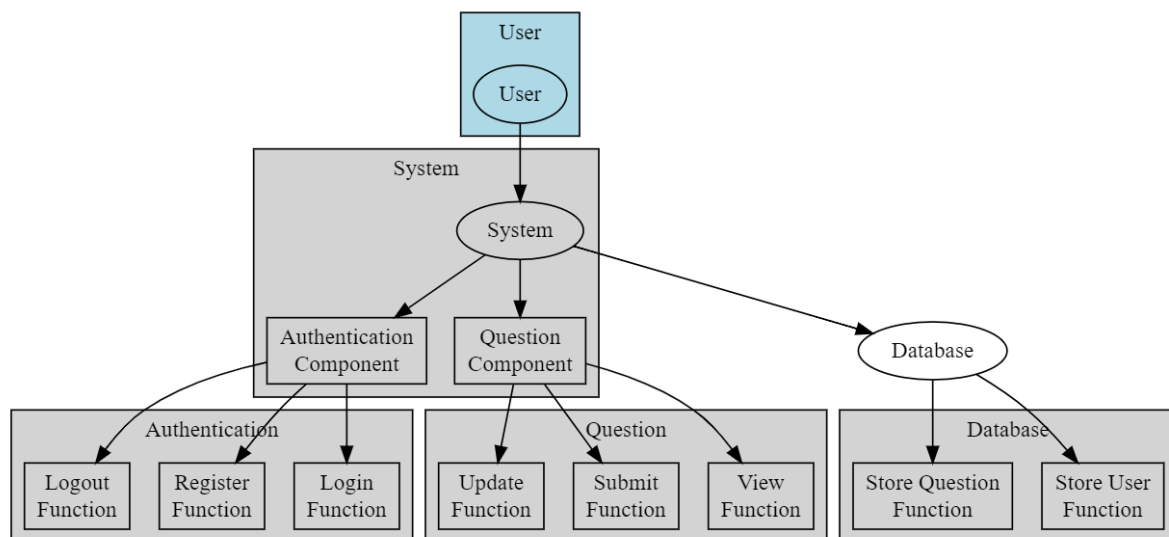 User
User
System
System
Authentication
Component
Question
Component
Database
Authentication
Question
Database
Logout
Function
Register
Function
Login
Function
Update
Function
Submit
Function
View
Function
Store Question
Function
Store User
Function